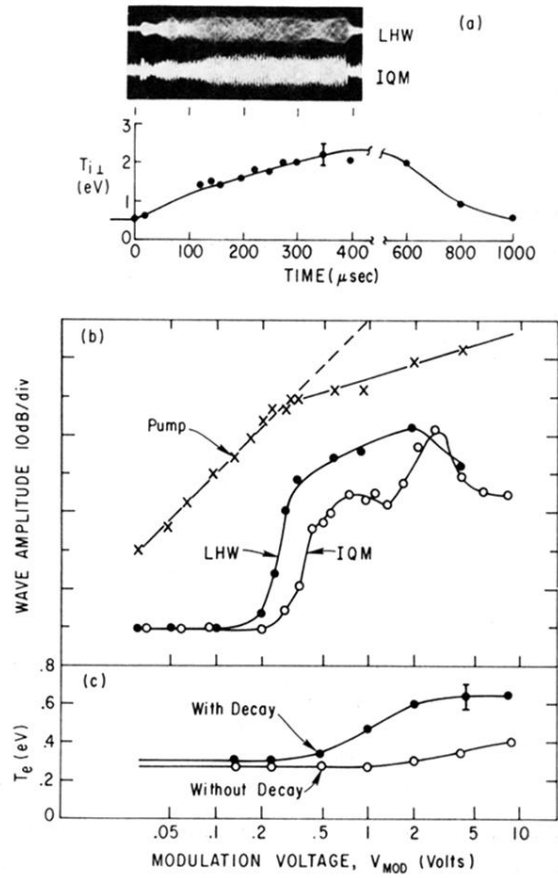 (a)
LHW
IQM
3
2
1
0
Ti⊥
(eV)
0 100 200 300 400 600 800 1000
TIME (μsec)
(b)
Pump
LHW
IQM
WAVE AMPLITUDE 10dB/div
(c)
.8
.6
.4
.2
0
Te (eV)
With Decay
Without Decay
.05 .1 .2 .5 1 2 5 10
MODULATION VOLTAGE, VMOD (Volts)